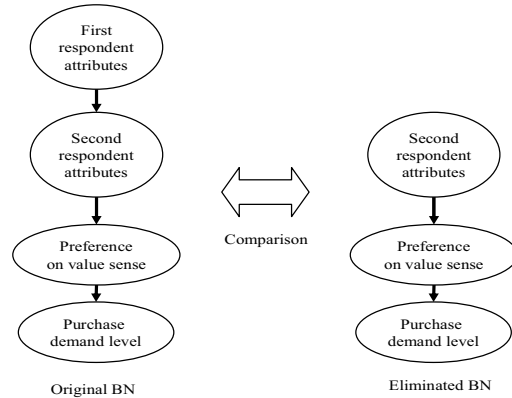 First
respondent
attributes
Second
respondent
attributes
Preference
on value sense
Purchase
demand level
Original BN
Comparison
Second
respondent
attributes
Preference
on value sense
Purchase
demand level
Eliminated BN